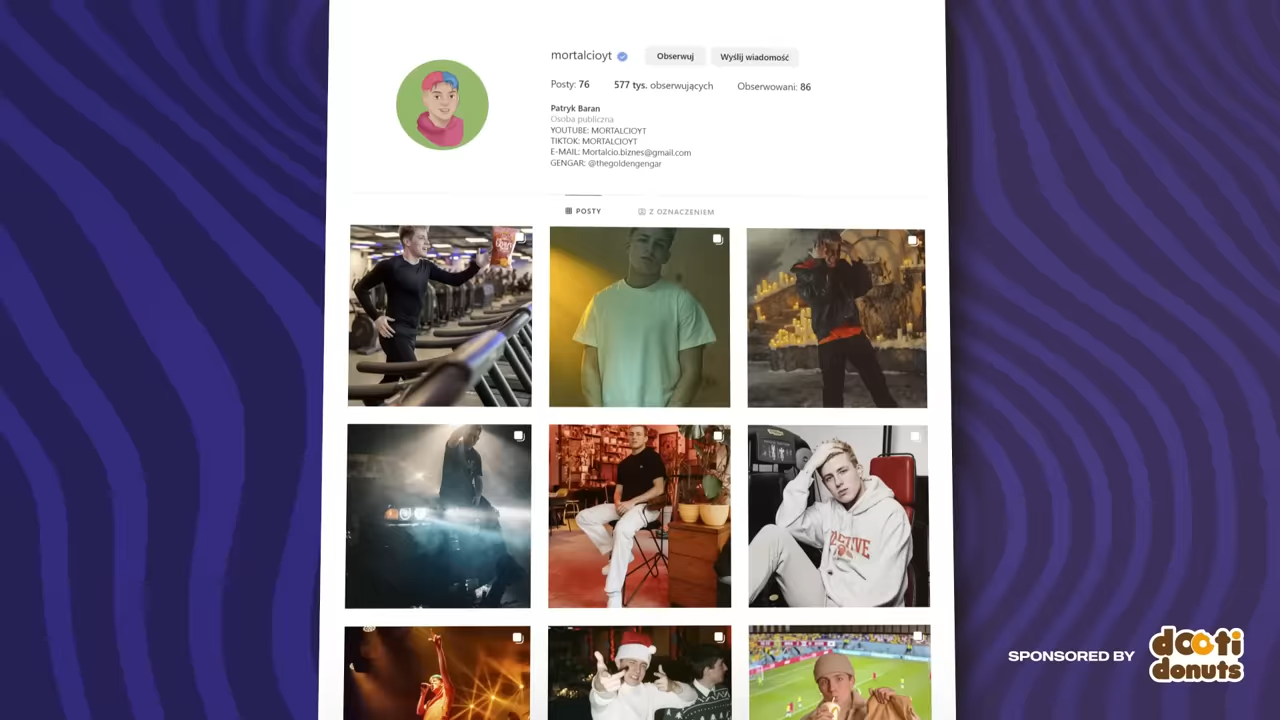 mortalcioyt
Obserwuj
Wyślij wiadomość
Posty: 76
577 tys. obserwujących
Obserwowani: 86
Patryk Baran
Osoba publiczna
YOUTUBE: MORTALCIOYT
TIKTOK: MORTALCIOYT
E-MAIL: Mortalcio.biznes@gmail.com
GENGAR: @thegoldengengar
POSTY
Z OZNACZENIEM
SPONSORED BY
dooti
donuts